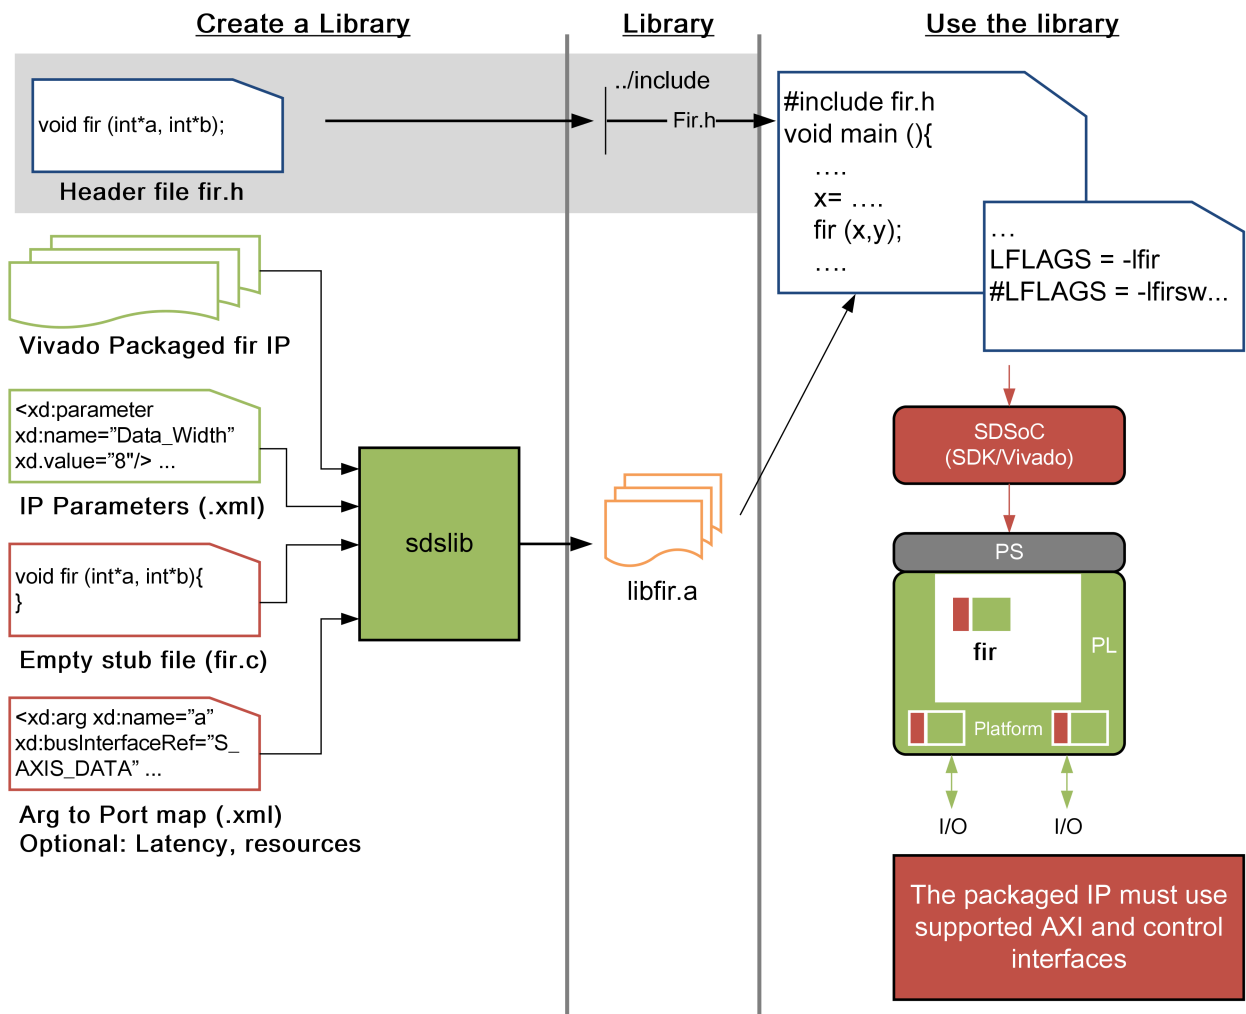 Create a Library
Library
Use the library
void fir (int*a, int*b);
Header file fir.h
../include
Fir.h
#include fir.h
void main (){
....
x= ....
fir (x,y);
....
...
LFLAGS = -lfir
#LFLAGS = -lfirsw...
Vivado Packaged fir IP
<xd:parameter
xd:name=”Data_Width”
xd.value=”8"/> ...
IP Parameters (.xml)
void fir (int*a, int*b){
}
Empty stub file (fir.c)
<xd:arg xd:name=”a”
xd:busInterfaceRef=”S_
AXIS_DATA” ...
Arg to Port map (.xml)
Optional: Latency, resources
sdslib
libfir.a
SDSoC
(SDK/Vivado)
PS
fir
PL
Platform
I/O
I/O
The packaged IP must use
supported AXI and control
interfaces